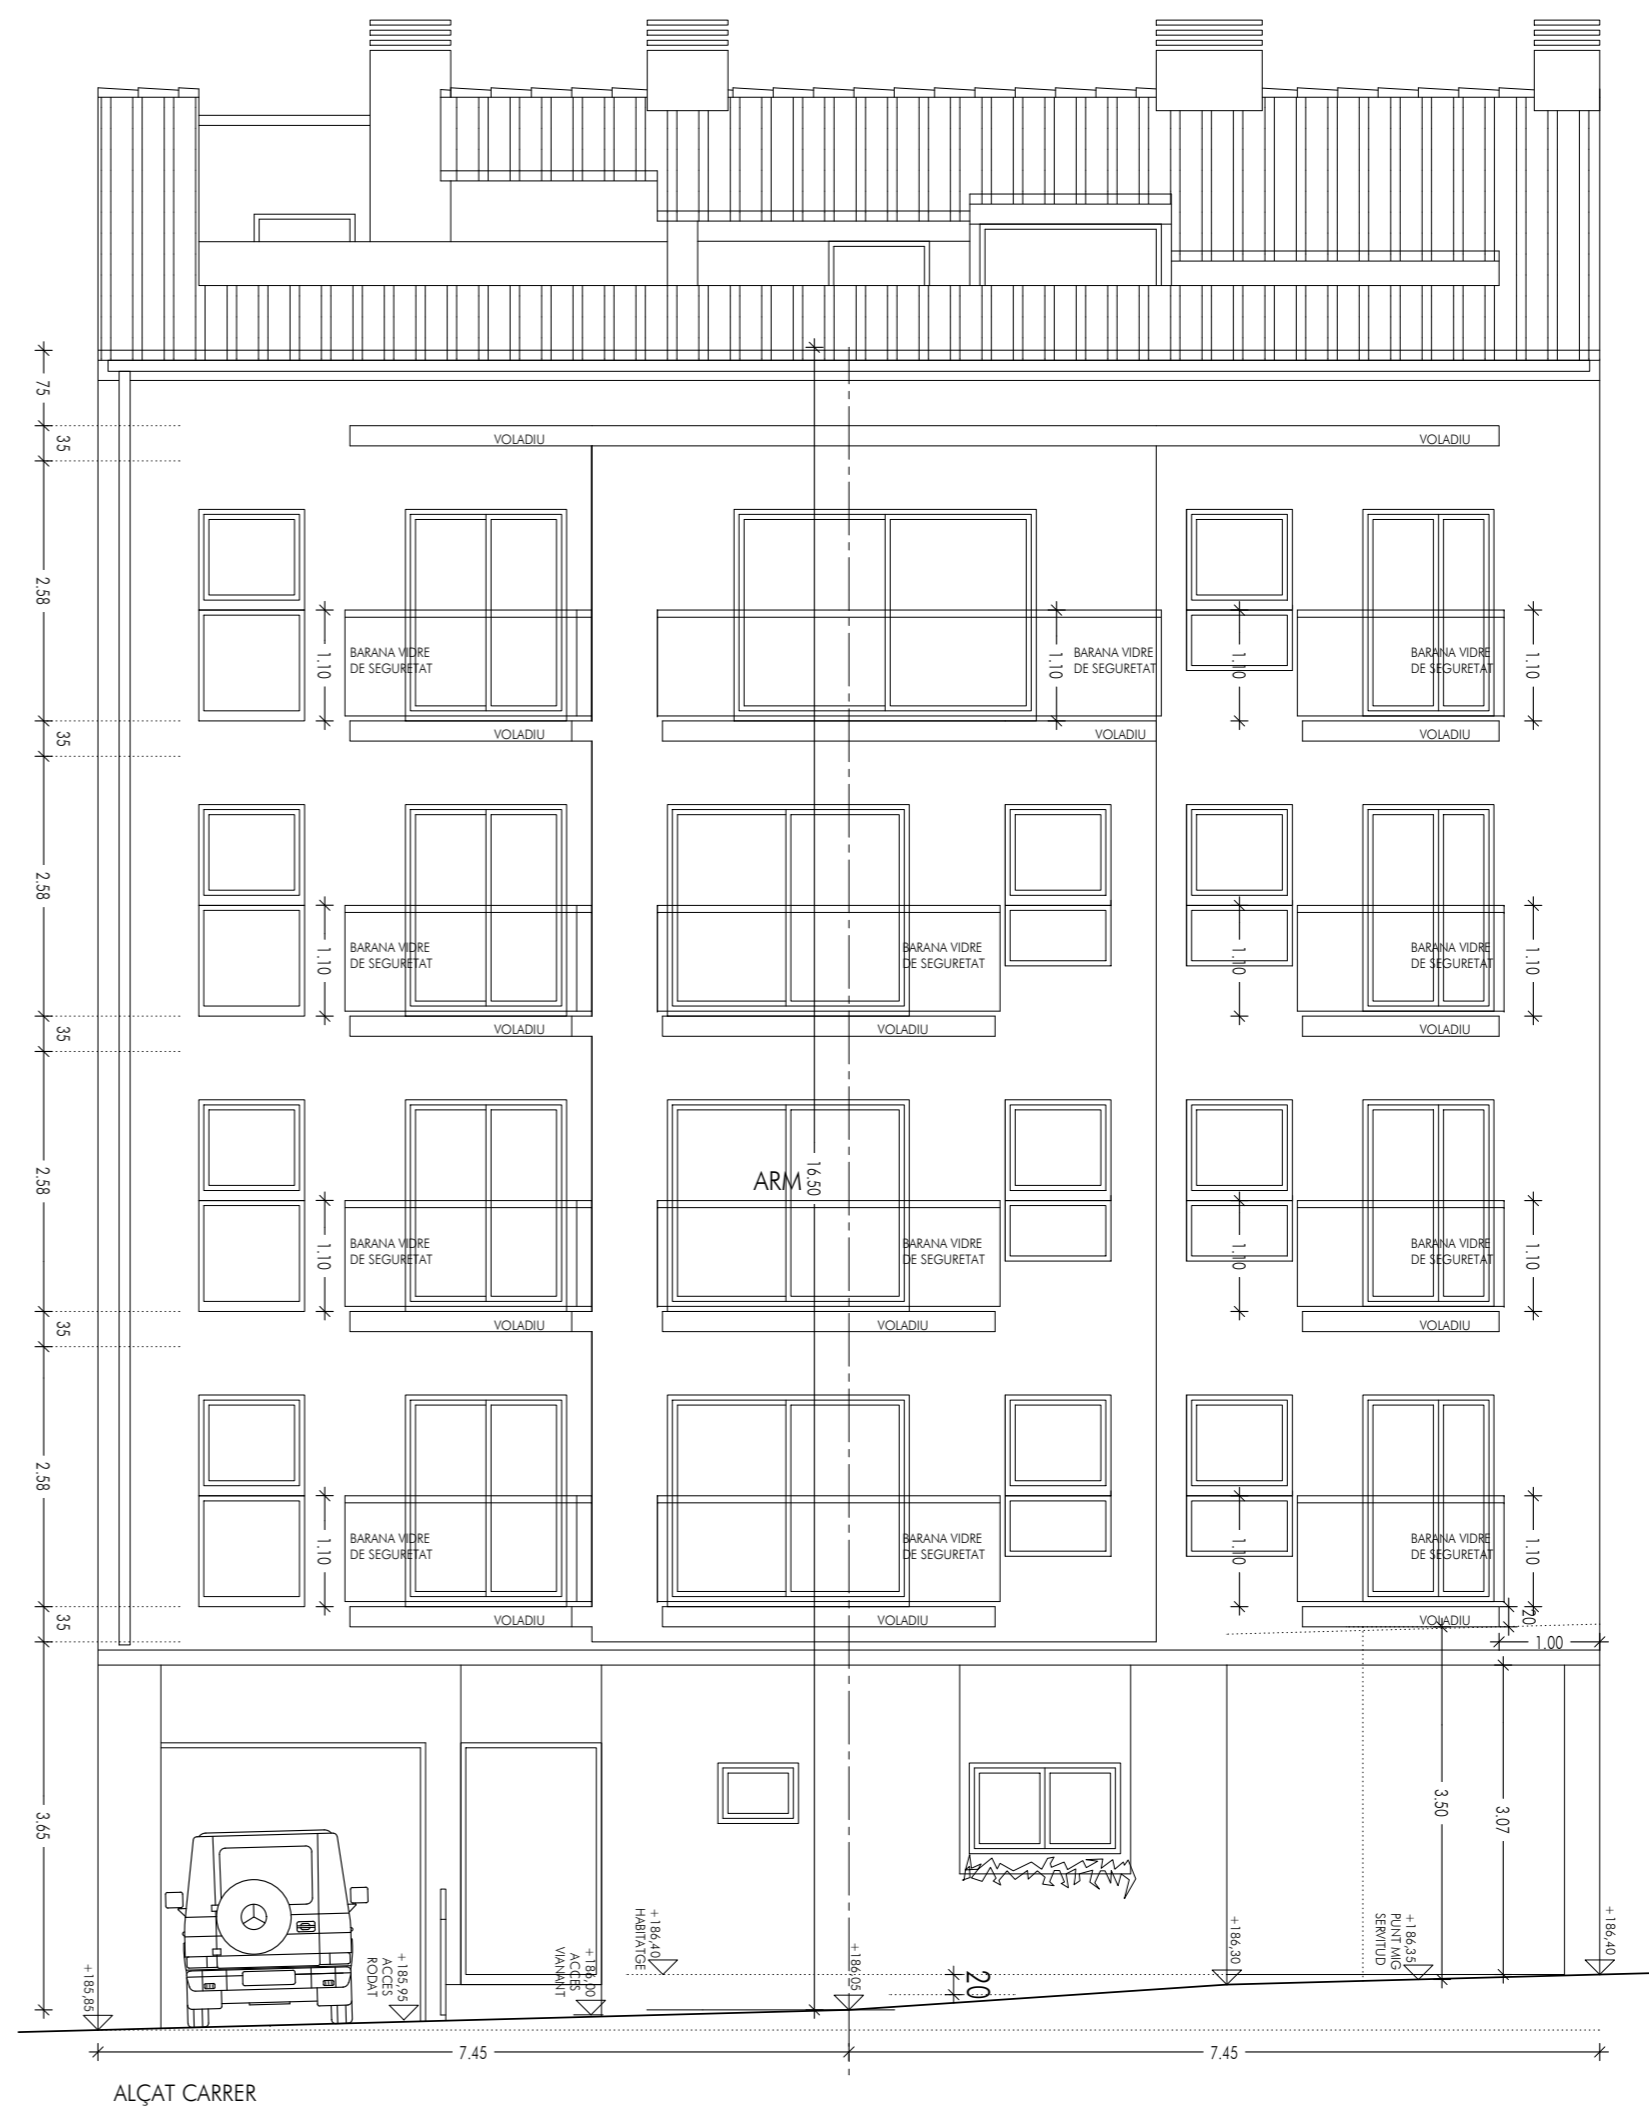 75
35
VOLADIU
VOLADIU
2.58
1.10
BARANA VIDRE
DE SEGURETAT
1.10
BARANA VIDRE
DE SEGURETAT
1.10
BARANA VIDRE
DE SEGURETAT
1.10
35
VOLADIU
VOLADIU
VOLADIU
2.58
1.10
BARANA VIDRE
DE SEGURETAT
BARANA VIDRE
DE SEGURETAT
1.10
BARANA VIDRE
DE SEGURETAT
1.10
35
VOLADIU
VOLADIU
VOLADIU
2.58
ARM
16.50
1.10
BARANA VIDRE
DE SEGURETAT
BARANA VIDRE
DE SEGURETAT
1.10
BARANA VIDRE
DE SEGURETAT
1.10
35
VOLADIU
VOLADIU
VOLADIU
2.58
1.10
BARANA VIDRE
DE SEGURETAT
BARANA VIDRE
DE SEGURETAT
1.10
BARANA VIDRE
DE SEGURETAT
1.10
35
VOLADIU
VOLADIU
VOLADIU
20
1.00
3.65
3.50
3.07
+185,85
+185,95
ACCES
RODAT
+186,00
ACCES
VIANANT
+186,40
HABITATGE
+186,05
20
+186,30
+186,35
PUNT MIG
SERVITUD
+186,40
7.45
7.45
ALÇAT CARRER